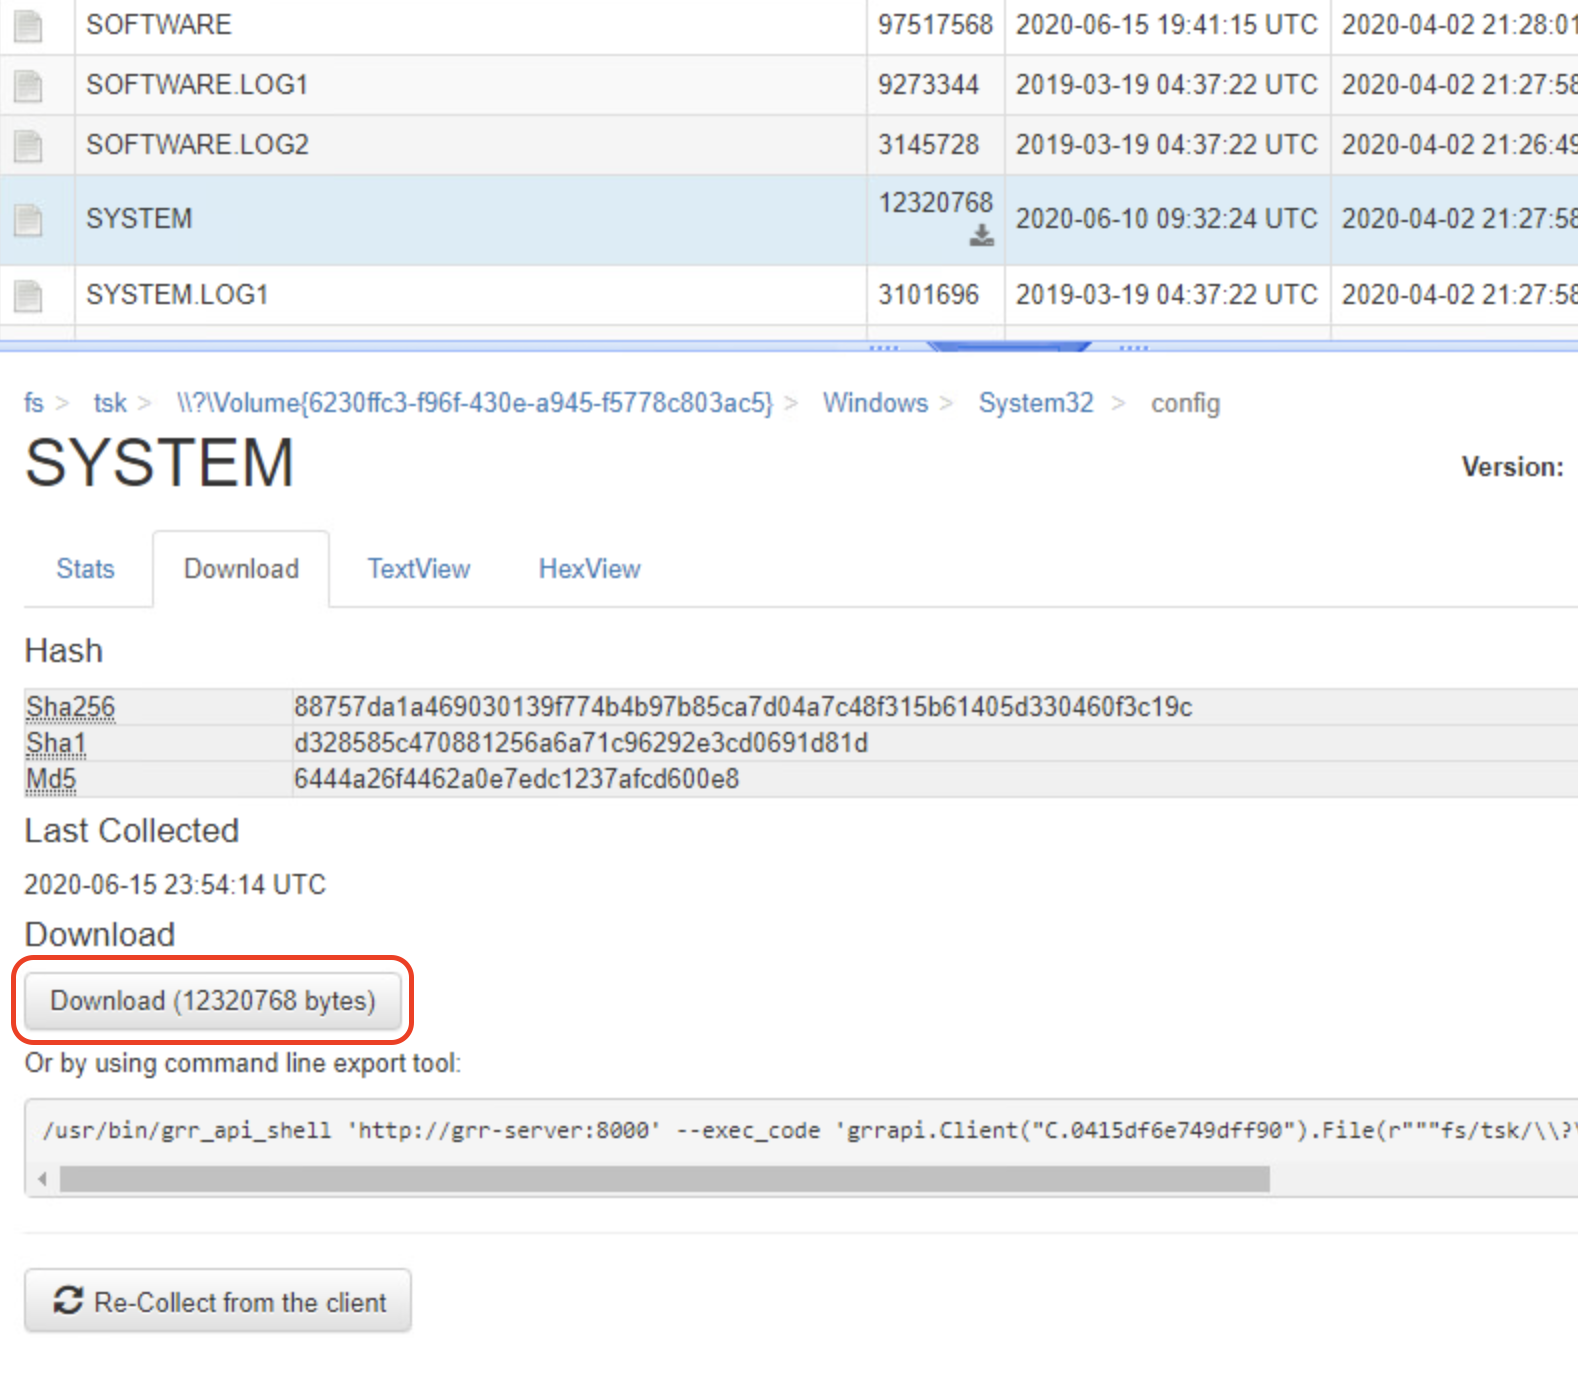 SOFTWARE 97517568 2020-06-15 19:41:15 UTC 2020-04-02 21:28:01
SOFTWARE.LOG1 9273344 2019-03-19 04:37:22 UTC 2020-04-02 21:27:58
SOFTWARE.LOG2 3145728 2019-03-19 04:37:22 UTC 2020-04-02 21:26:49
SYSTEM 12320768 2020-06-10 09:32:24 UTC 2020-04-02 21:27:58
SYSTEM.LOG1 3101696 2019-03-19 04:37:22 UTC 2020-04-02 21:27:58
fs > tsk > \\?\Volume{6230ffc3-f96f-430e-a945-f5778c803ac5} > Windows > System32 > config
SYSTEM Version:
Stats Download TextView HexView
Hash
Sha256 88757da1a469030139f774b4b97b85ca7d04a7c48f315b61405d330460f3c19c
Sha1 d328585c470881256a6a71c96292e3cd0691d81d
Md5 6444a26f4462a0e7edc1237afcd600e8
Last Collected
2020-06-15 23:54:14 UTC
Download
Download (12320768 bytes)
Or by using command line export tool:
/usr/bin/grr_api_shell 'http://grr-server:8000' --exec_code 'grrapi.Client("C.0415df6e749dff90").File(r"""fs/tsk/\\?\
Re-Collect from the client